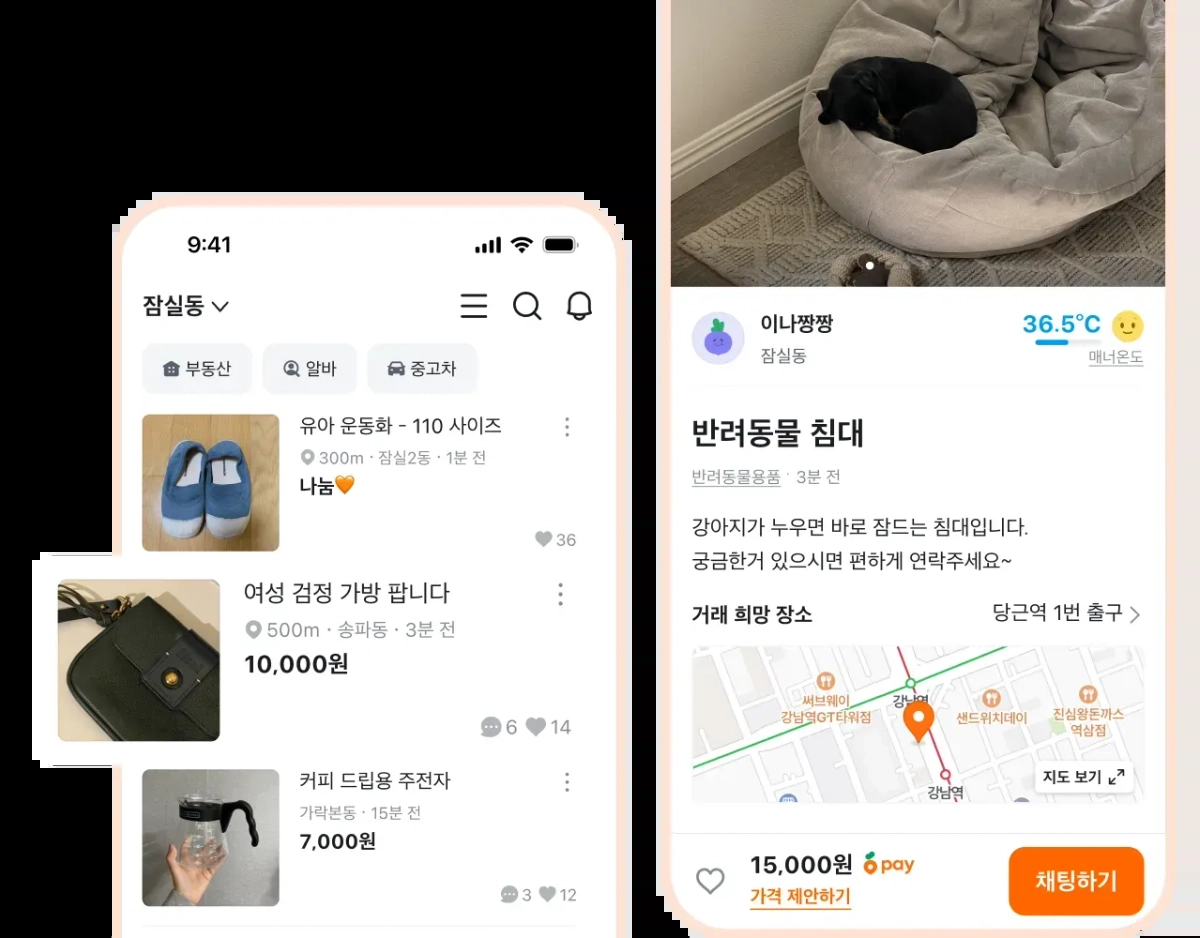 9:41
잠실동
부동산
알바
중고차
유아 운동화 - 110 사이즈
300m · 잠실2동 · 1분 전
나눔🧡
36
여성 검정 가방 팝니다
500m · 송파동 · 3분 전
10,000원
6 14
커피 드립용 주전자
가락본동 · 15분 전
7,000원
3 12
이나짱짱
잠실동
36.5°C
매너온도
반려동물 침대
반려동물용품 · 3분 전
강아지가 누우면 바로 잠드는 침대입니다.
궁금한거 있으시면 편하게 연락주세요~
거래 희망 장소
당근역 1번 출구
써브웨이
강남역GT타워점
강남역
샌드위치데이
진심왕돈까스
역삼점
강남역
지도 보기
15,000원 pay
가격 제안하기
채팅하기